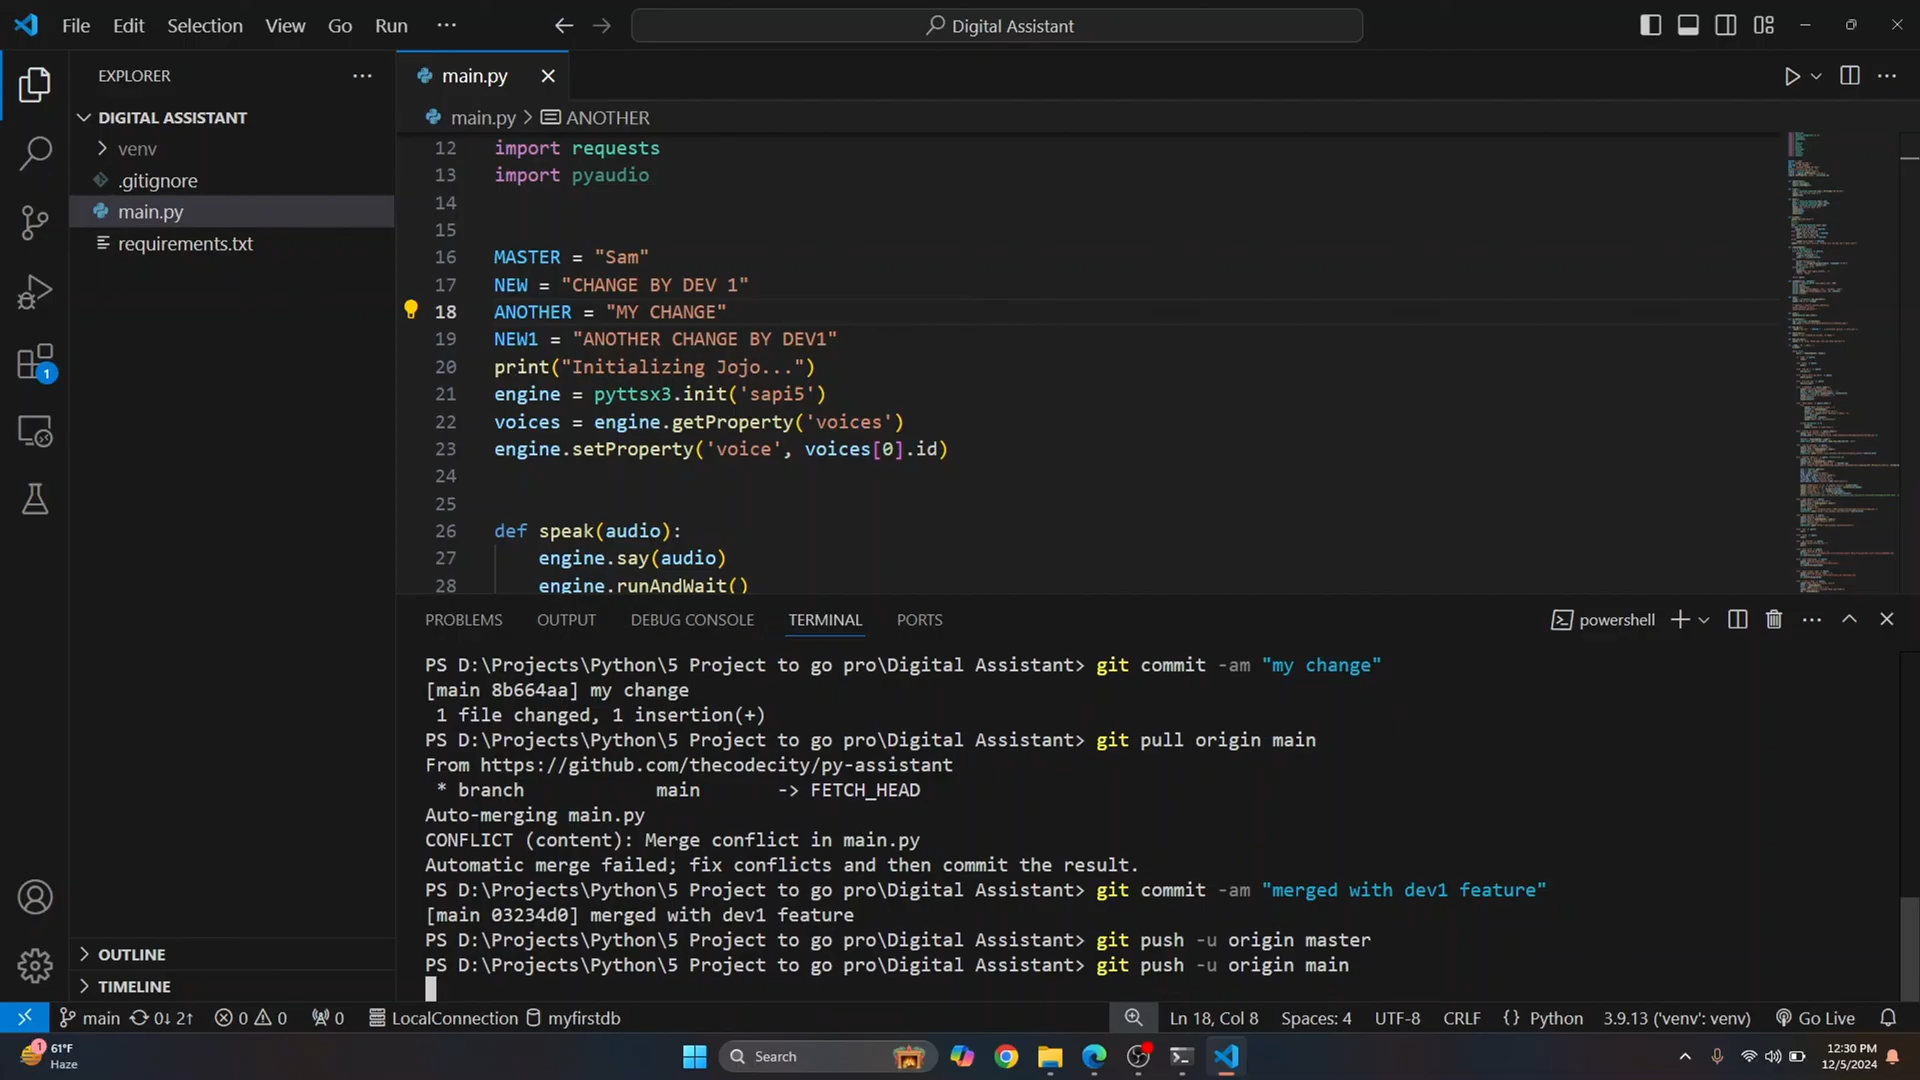 File Edit Selection View Go Run ··· Digital Assistant
EXPLORER ···
DIGITAL ASSISTANT
venv
.gitignore
main.py
requirements.txt
OUTLINE
TIMELINE
1
main.py
main.py > ANOTHER
12 import requests
13 import pyaudio
14
15
16 MASTER = "Sam"
17 NEW = "CHANGE BY DEV 1"
18 ANOTHER = "MY CHANGE"
19 NEW1 = "ANOTHER CHANGE BY DEV1"
20 print("Initializing Jojo...")
21 engine = pyttsx3.init('sapi5')
22 voices = engine.getProperty('voices')
23 engine.setProperty('voice', voices[0].id)
24
25
26 def speak(audio):
27 engine.say(audio)
28 engine.runAndWait()
PROBLEMS OUTPUT DEBUG CONSOLE TERMINAL PORTS powershell
PS D:\Projects\Python\5 Project to go pro\Digital Assistant> git commit -am "my change"
[main 8b664aa] my change
1 file changed, 1 insertion(+)
PS D:\Projects\Python\5 Project to go pro\Digital Assistant> git pull origin main
From https://github.com/thecodecity/py-assistant
* branch main -> FETCH_HEAD
Auto-merging main.py
CONFLICT (content): Merge conflict in main.py
Automatic merge failed; fix conflicts and then commit the result.
PS D:\Projects\Python\5 Project to go pro\Digital Assistant> git commit -am "merged with dev1 feature"
[main 03234d0] merged with dev1 feature
PS D:\Projects\Python\5 Project to go pro\Digital Assistant> git push -u origin master
PS D:\Projects\Python\5 Project to go pro\Digital Assistant> git push -u origin main
main 0↓ 2↑ 0 0 0 LocalConnection myfirstdb Ln 18, Col 8 Spaces: 4 UTF-8 CRLF {} Python 3.9.13 ('venv': venv) Go Live
1 61°F
Haze
Search
12:30 PM
12/5/2024